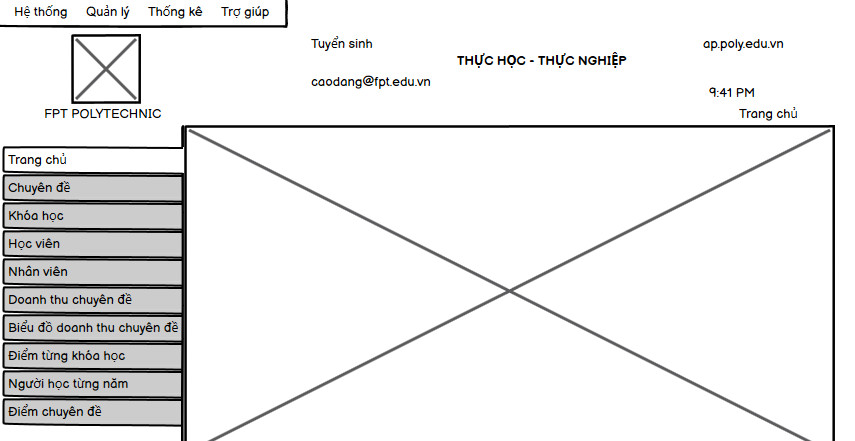 Hệ thống Quản lý Thống kê Trợ giúp
Tuyển sinh
ap.poly.edu.vn
THỰC HỌC - THỰC NGHIỆP
caodang@fpt.edu.vn
9:41 PM
FPT POLYTECHNIC
Trang chủ
Trang chủ
Chuyên đề
Khóa học
Học viên
Nhân viên
Doanh thu chuyên đề
Biểu đồ doanh thu chuyên đề
Điểm từng khóa học
Người học từng năm
Điểm chuyên đề